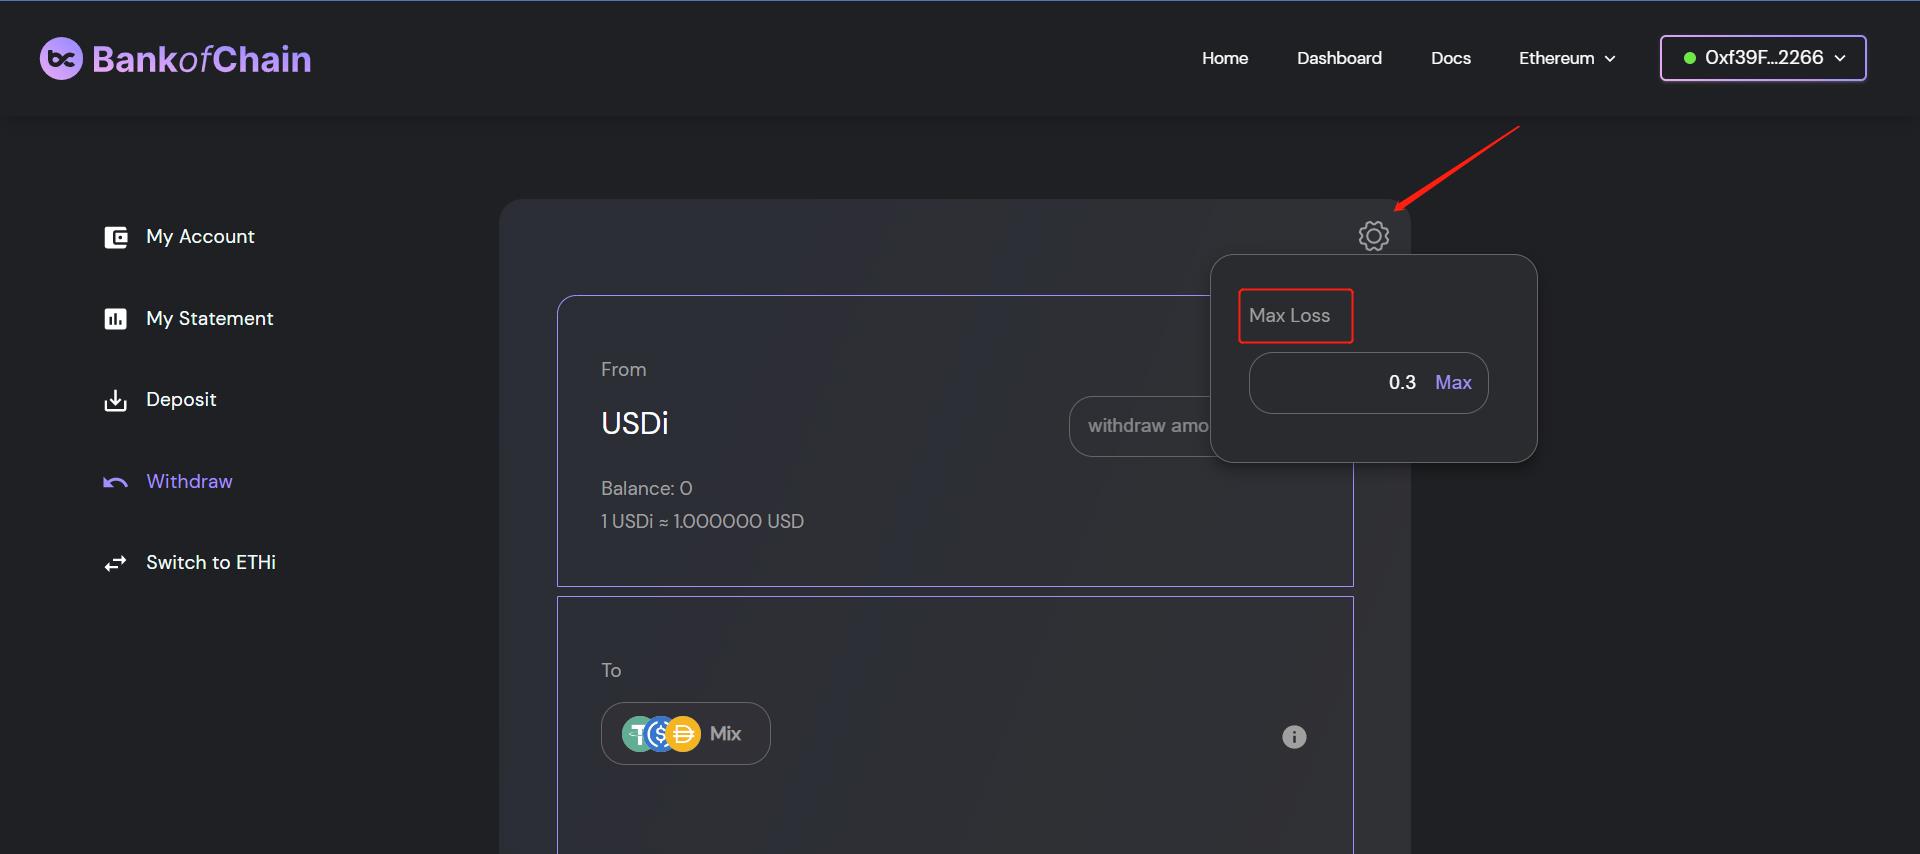 BankofChain
Home
Dashboard
Docs
Ethereum
0xf39F...2266
My Account
My Statement
Deposit
Withdraw
Switch to ETHi
Max Loss
0.3 Max
From
USDi
withdraw amo
Balance: 0
1 USDi ≈ 1.000000 USD
To
Mix